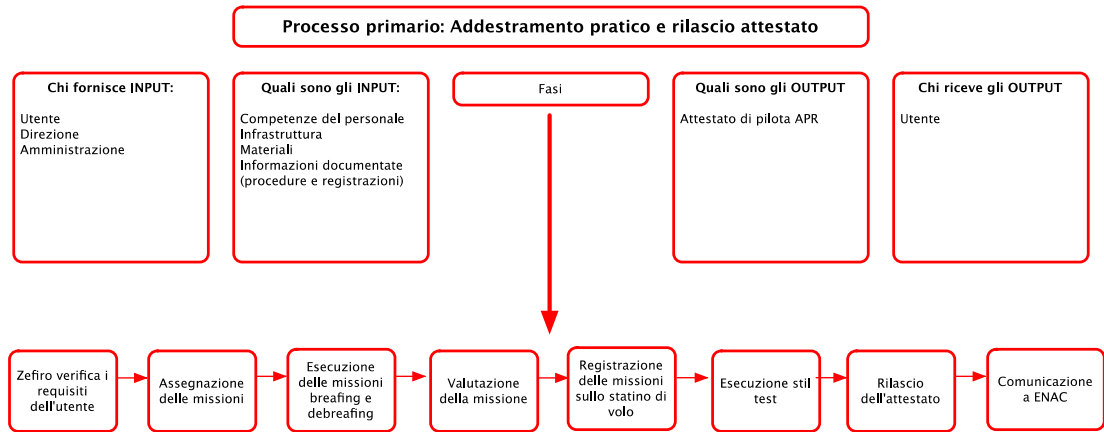 Processo primario: Addestramento pratico e rilascio attestato
Chi fornisce INPUT:
Utente
Direzione
Amministrazione
Quali sono gli INPUT:
Competenze del personale
Infrastruttura
Materiali
Informazioni documentate
(procedure e registrazioni)
Fasi
Quali sono gli OUTPUT
Attestato di pilota APR
Chi riceve gli OUTPUT
Utente
Zefiro verifica i
requisiti
dell'utente
Assegnazione
delle missioni
Esecuzione
delle missioni
breafing e
debreafing
Valutazione
della missione
Registrazione
delle missioni
sullo statino di
volo
Esecuzione stil
test
Rilascio
dell'attestato
Comunicazione
a ENAC